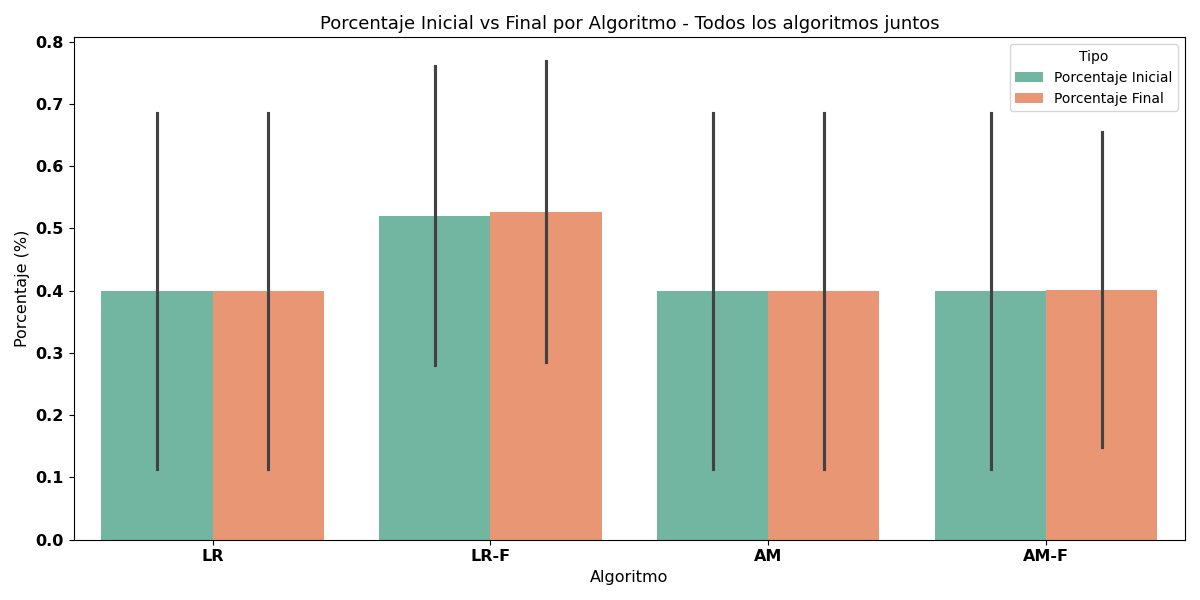 Porcentaje Inicial vs Final por Algoritmo - Todos los algoritmos juntos
Tipo
Porcentaje Inicial
Porcentaje Final
Porcentaje (%)
0.8
0.7
0.6
0.5
0.4
0.3
0.2
0.1
0.0
LR
LR-F
AM
AM-F
Algoritmo